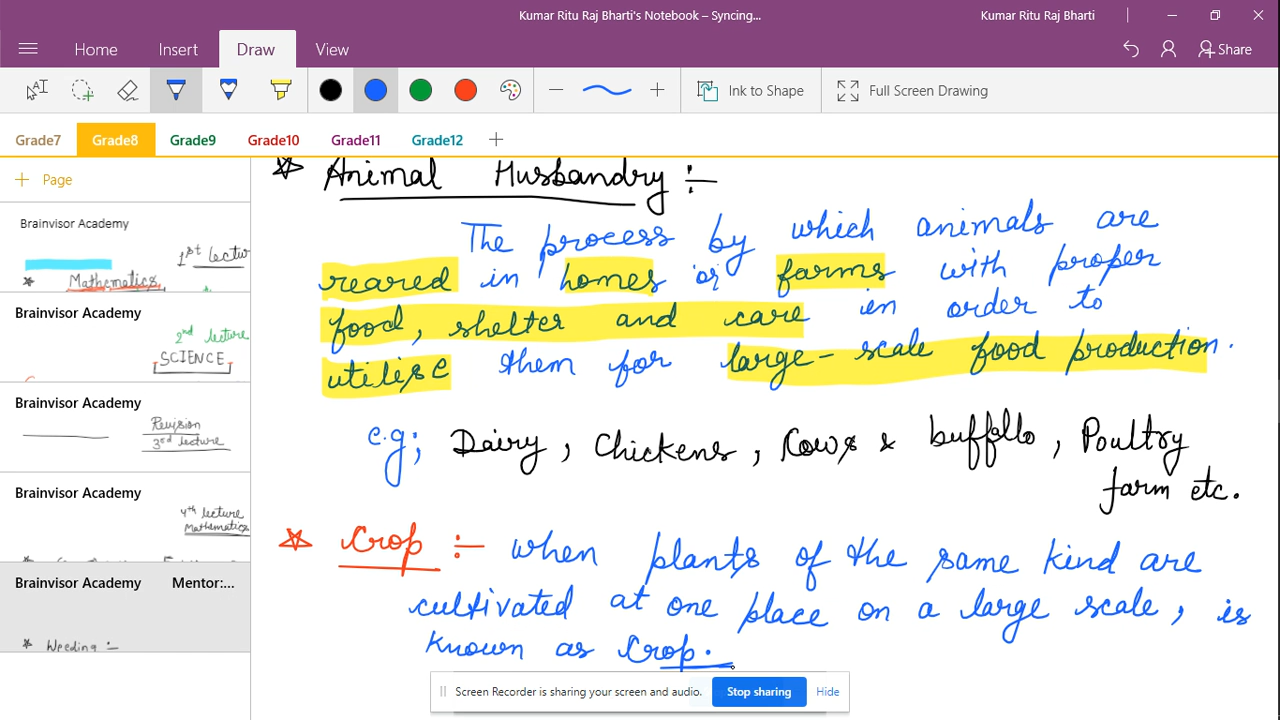 Kumar Ritu Raj Bharti's Notebook – Syncing...
Kumar Ritu Raj Bharti
Home Insert Draw View
Share
Ink to Shape
Full Screen Drawing
Grade7 Grade8 Grade9 Grade10 Grade11 Grade12
Page
Brainvisor Academy
1st lectur
Mathematics
Brainvisor Academy
2nd lecture
SCIENCE
Brainvisor Academy
Revision
3rd lecture
Brainvisor Academy
4th lecture
Mathematics
Brainvisor Academy Mentor:...
* Weeding :-
* Animal Husbandry :-
The process by which animals are
reared in homes or farms with proper
food, shelter and care in order to
utilise them for large-scale food production.
e.g; Dairy, Chickens, Cows & buffallo, Poultry
farm etc.
* Crop :- when plants of the same kind are
cultivated at one place on a large scale, is
known as Crop.
Screen Recorder is sharing your screen and audio.
Stop sharing
Hide